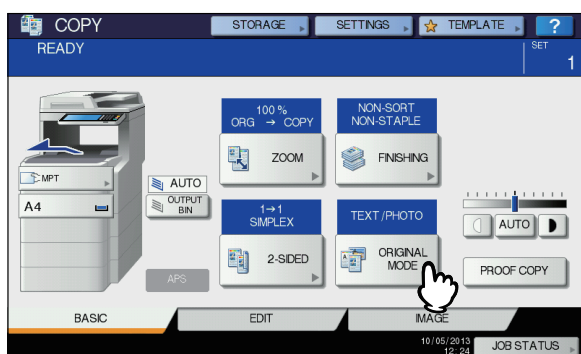 COPY
STORAGE
SETTINGS
TEMPLATE
?
READY
SET
1
100 %
ORG → COPY
NON-SORT
NON-STAPLE
ZOOM
FINISHING
MPT
A4
AUTO
OUTPUT
BIN
1→1
SIMPLEX
TEXT/PHOTO
2-SIDED
ORIGINAL
MODE
AUTO
APS
PROOF COPY
BASIC
EDIT
IMAGE
10/05/2013
12:24
JOB STATUS